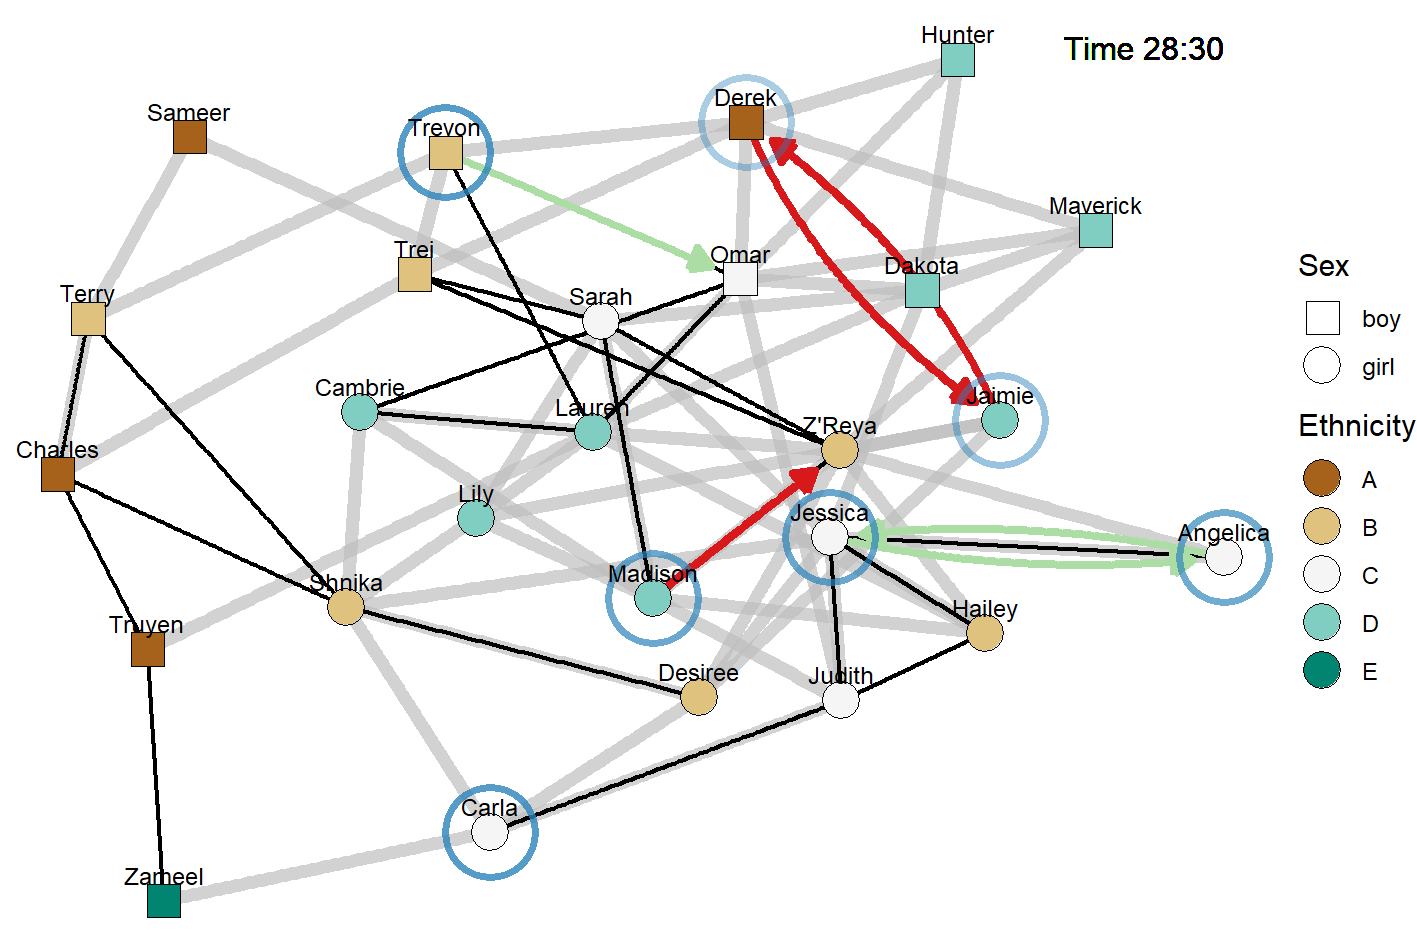 Hunter
Time 28:30
Derek
Sameer
Trevon
Maverick
Trei
Omar
Dakota
Terry
Sarah
Sex
boy
girl
Cambrie
Jaimie
Lauren
Z'Reya
Ethnicity
Charles
A
Lily
Jessica
B
Angelica
Madison
C
Shnika
Hailey
D
Truyen
Desiree
Judith
E
Carla
Zameel